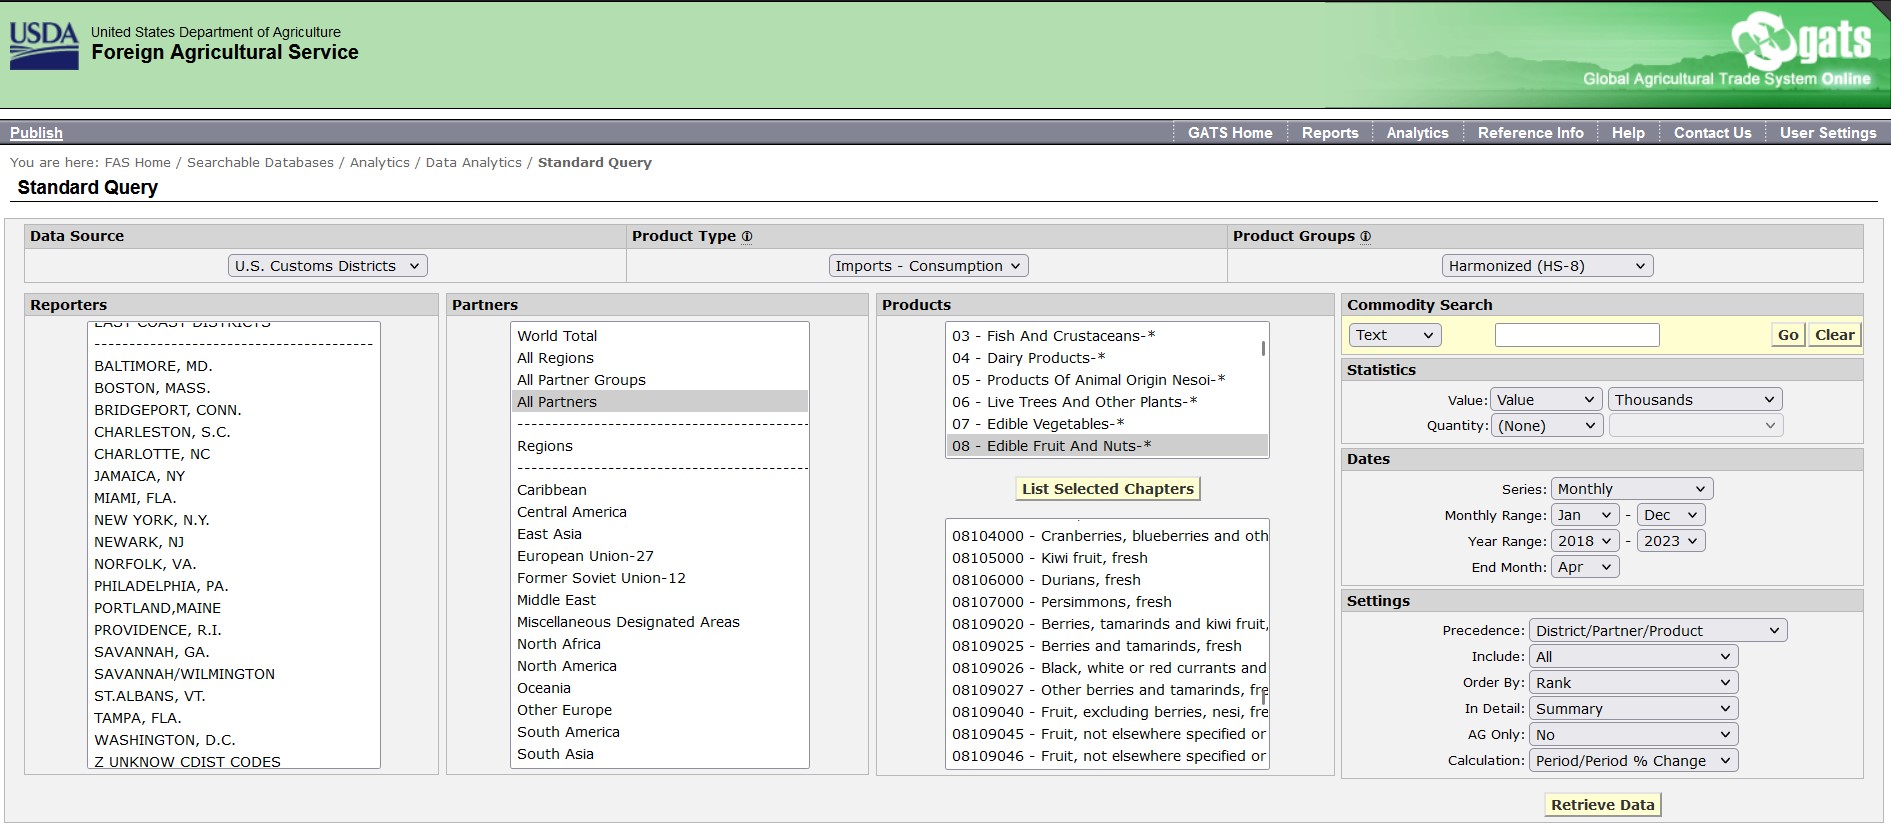 USDA
United States Department of Agriculture
Foreign Agricultural Service
gats
Global Agricultural Trade System Online
Publish
GATS Home
Reports
Analytics
Reference Info
Help
Contact Us
User Settings
You are here: FAS Home / Searchable Databases / Analytics / Data Analytics / Standard Query
Standard Query
Data Source
U.S. Customs Districts
Product Type
Imports - Consumption
Product Groups
Harmonized (HS-8)
Reporters
EAST COAST DISTRICTS
----------------------------------------
BALTIMORE, MD.
BOSTON, MASS.
BRIDGEPORT, CONN.
CHARLESTON, S.C.
CHARLOTTE, NC
JAMAICA, NY
MIAMI, FLA.
NEW YORK, N.Y.
NEWARK, NJ
NORFOLK, VA.
PHILADELPHIA, PA.
PORTLAND,MAINE
PROVIDENCE, R.I.
SAVANNAH, GA.
SAVANNAH/WILMINGTON
ST.ALBANS, VT.
TAMPA, FLA.
WASHINGTON, D.C.
Z UNKNOW CDIST CODES
Partners
World Total
All Regions
All Partner Groups
All Partners
------------------------------------------
Regions
------------------------------------------
Caribbean
Central America
East Asia
European Union-27
Former Soviet Union-12
Middle East
Miscellaneous Designated Areas
North Africa
North America
Oceania
Other Europe
South America
South Asia
Products
03 - Fish And Crustaceans-*
04 - Dairy Products-*
05 - Products Of Animal Origin Nesoi-*
06 - Live Trees And Other Plants-*
07 - Edible Vegetables-*
08 - Edible Fruit And Nuts-*
List Selected Chapters
08104000 - Cranberries, blueberries and oth
08105000 - Kiwi fruit, fresh
08106000 - Durians, fresh
08107000 - Persimmons, fresh
08109020 - Berries, tamarinds and kiwi fruit,
08109025 - Berries and tamarinds, fresh
08109026 - Black, white or red currants and
08109027 - Other berries and tamarinds, fre
08109040 - Fruit, excluding berries, nesi, fre
08109045 - Fruit, not elsewhere specified or
08109046 - Fruit, not elsewhere specified or
Commodity Search
Text
Go
Clear
Statistics
Value: Value Thousands
Quantity: (None)
Dates
Series: Monthly
Monthly Range: Jan - Dec
Year Range: 2018 - 2023
End Month: Apr
Settings
Precedence: District/Partner/Product
Include: All
Order By: Rank
In Detail: Summary
AG Only: No
Calculation: Period/Period % Change
Retrieve Data